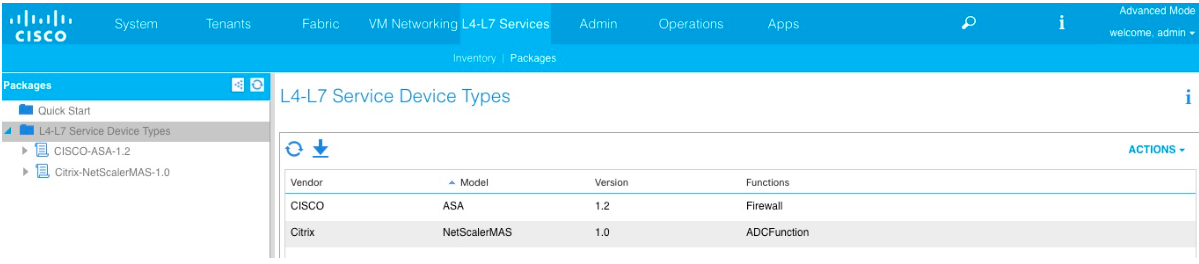 Advanced Mode
CISCO System Tenants Fabric VM Networking L4-L7 Services Admin Operations Apps i welcome, admin
Inventory | Packages
Packages
Quick Start
L4-L7 Service Device Types
CISCO-ASA-1.2
Citrix-NetScalerMAS-1.0
L4-L7 Service Device Types i
ACTIONS
Vendor Model Version Functions
CISCO ASA 1.2 Firewall
Citrix NetScalerMAS 1.0 ADCFunction